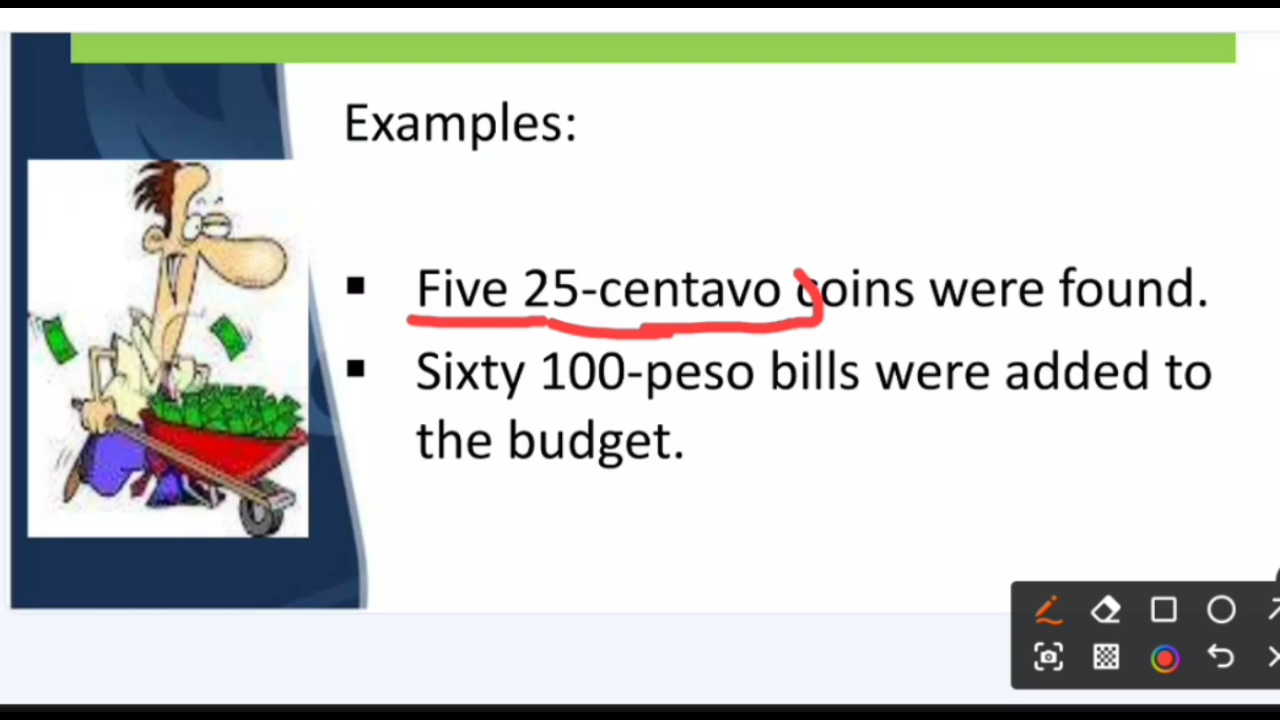 Examples:
Five 25-centavo coins were found.
Sixty 100-peso bills were added to
the budget.